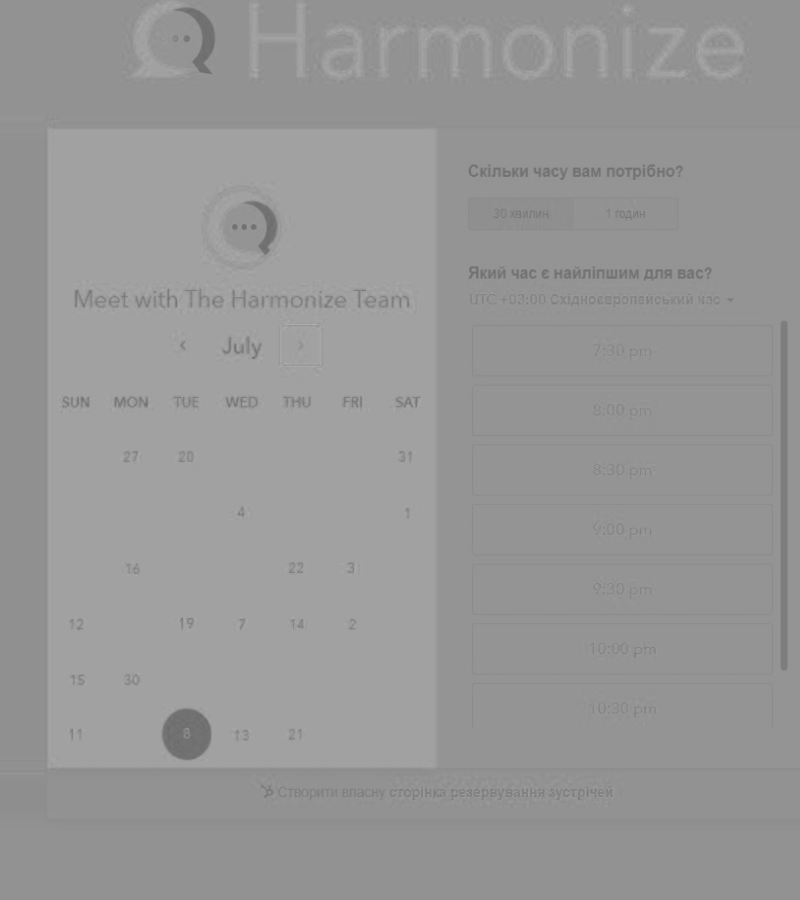 Harmonize
Meet with The Harmonize Team
July
SUN MON TUE WED THU FRI SAT
27 28 31
4 1
16 22 3
12 19 7 14 2
15 30
11 8 13 21
Скільки часу вам потрібно?
30 хвилин 1 годин
Який час є найліпшим для вас?
UTC +03:00 Східноєвропейський час
7:30 pm
8:00 pm
8:30 pm
9:00 pm
9:30 pm
10:00 pm
10:30 pm
Створити власну сторінка резервування зустрічей